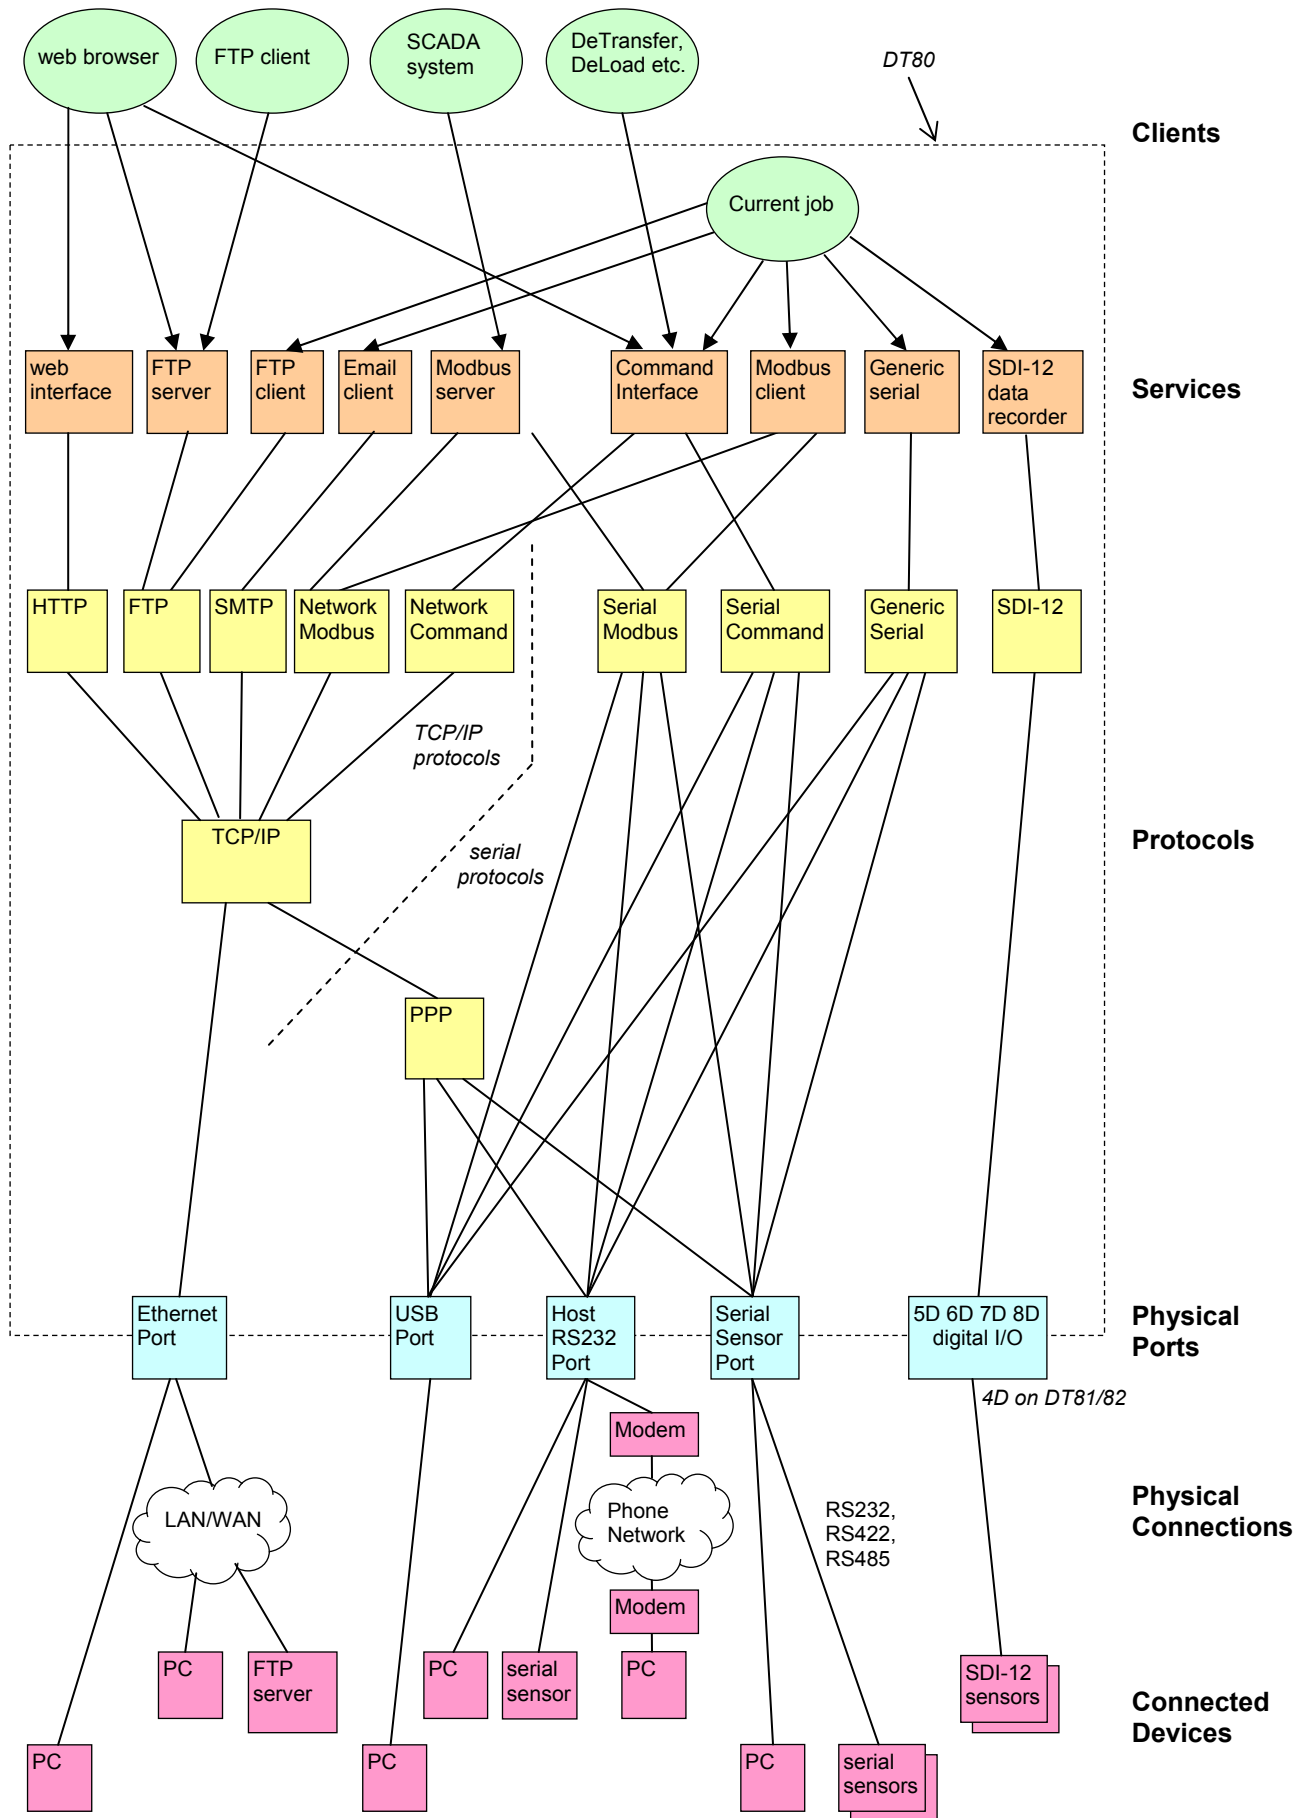 web browser
FTP client
SCADA
system
DeTransfer,
DeLoad etc.
DT80
Clients
Current job
web
interface
FTP
server
FTP
client
Email
client
Modbus
server
Command
Interface
Modbus
client
Generic
serial
SDI-12
data
recorder
Services
HTTP
FTP
SMTP
Network
Modbus
Network
Command
Serial
Modbus
Serial
Command
Generic
Serial
SDI-12
TCP/IP
protocols
TCP/IP
serial
protocols
Protocols
PPP
Ethernet
Port
USB
Port
Host
RS232
Port
Serial
Sensor
Port
5D 6D 7D 8D
digital I/O
Physical
Ports
4D on DT81/82
Modem
LAN/WAN
Phone
Network
RS232,
RS422,
RS485
Physical
Connections
Modem
PC
FTP
server
PC
serial
sensor
PC
SDI-12
sensors
Connected
Devices
PC
PC
PC
serial
sensors